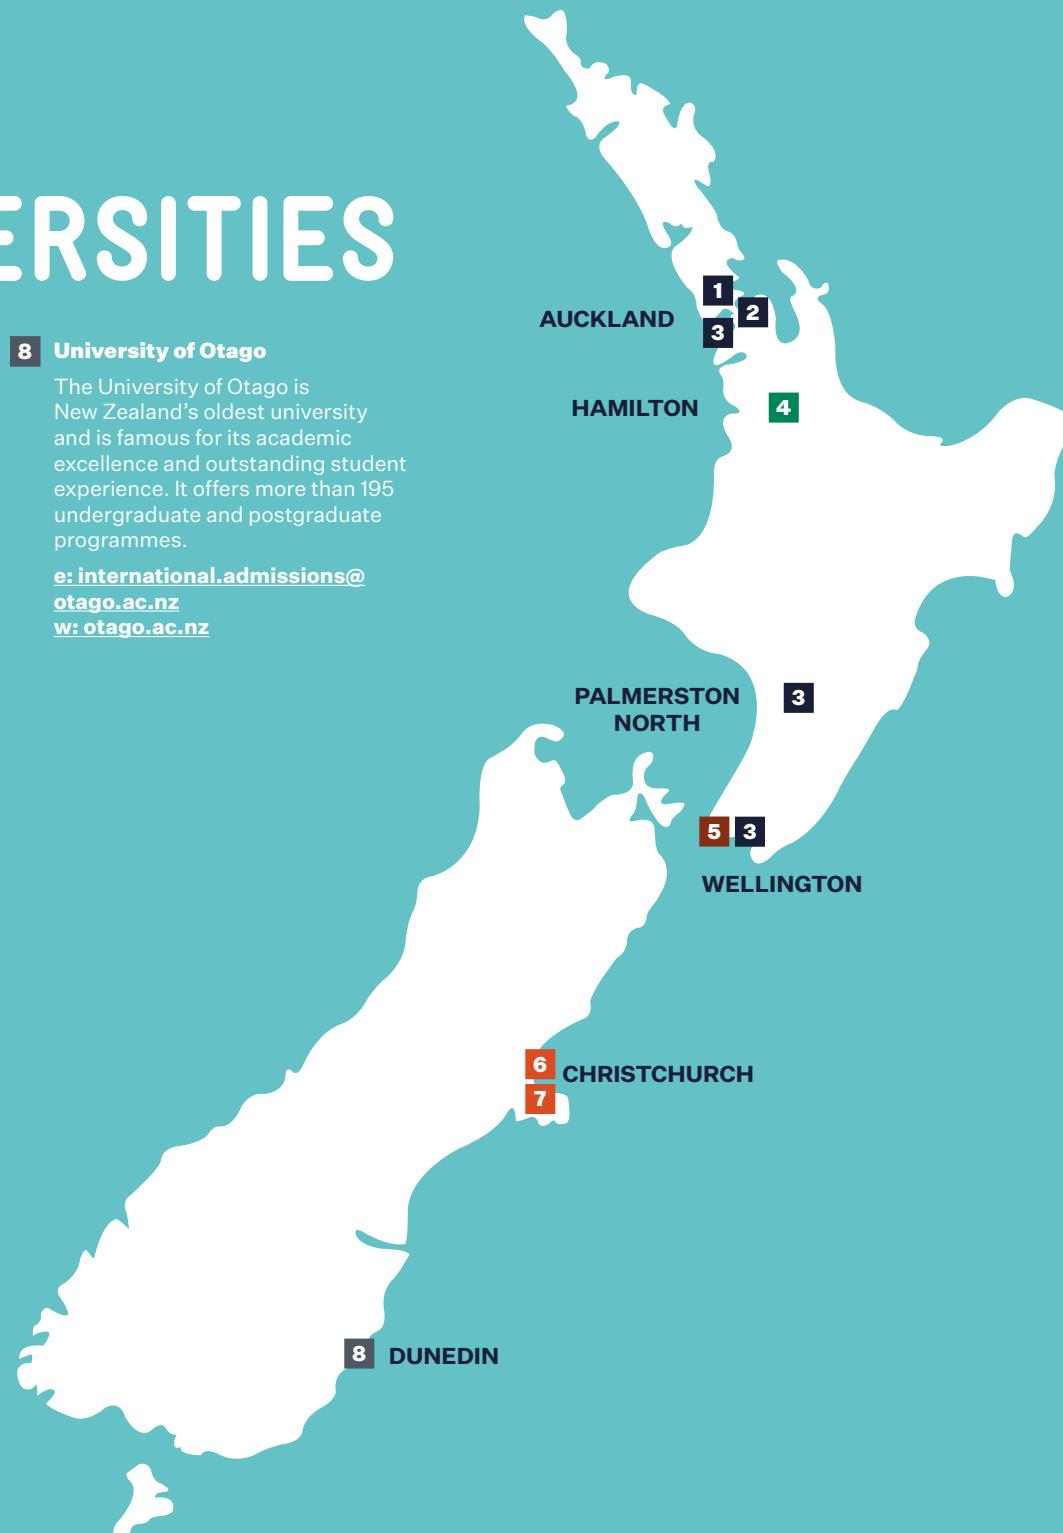 ERSITIES
8 University of Otago
The University of Otago is
New Zealand’s oldest university
and is famous for its academic
excellence and outstanding student
experience. It offers more than 195
undergraduate and postgraduate
programmes.
e: international.admissions@
otago.ac.nz
w: otago.ac.nz
1
2
AUCKLAND
3
HAMILTON
4
PALMERSTON
NORTH
3
5 3
WELLINGTON
6
CHRISTCHURCH
7
8 DUNEDIN